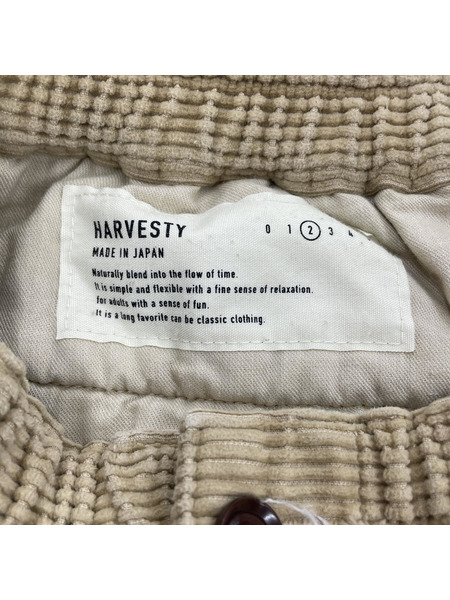 HARVESTY 0 1 2 3 4
MADE IN JAPAN
Naturally blend into the flow of time.
It is simple and flexible with a fine sense of relaxation.
for adults with a sense of fun.
It is a long favorite can be classic clothing.